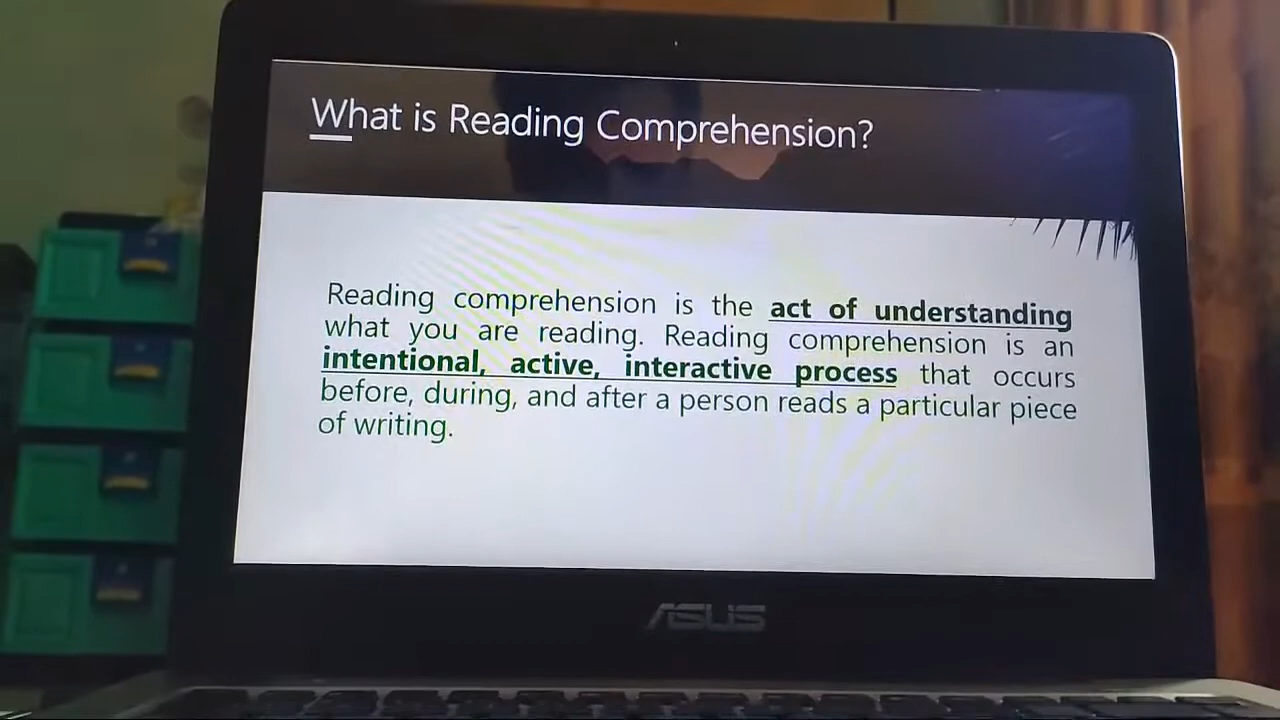 What is Reading Comprehension?
Reading comprehension is the act of understanding
what you are reading. Reading comprehension is an
intentional, active, interactive process that occurs
before, during, and after a person reads a particular piece
of writing.
ASUS